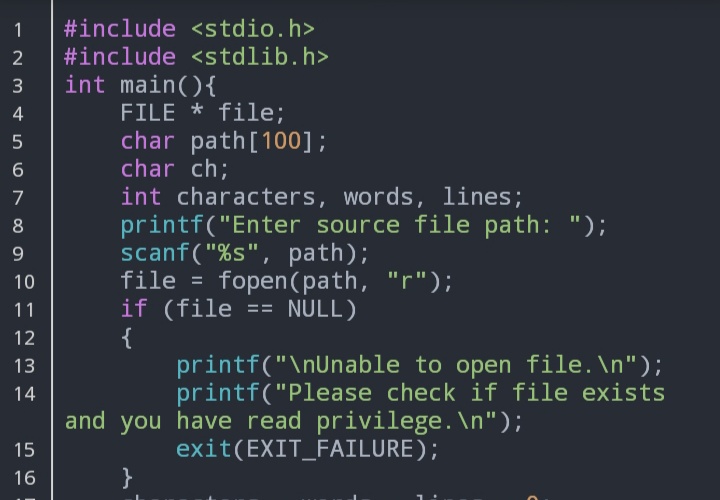 1 #include <stdio.h>
2 #include <stdlib.h>
3 int main(){
4     FILE * file;
5     char path[100];
6     char ch;
7     int characters, words, lines;
8     printf("Enter source file path: ");
9     scanf("%s", path);
10     file = fopen(path, "r");
11     if (file == NULL)
12     {
13         printf("\nUnable to open file.\n");
14         printf("Please check if file exists
and you have read privilege.\n");
15         exit(EXIT_FAILURE);
16     }